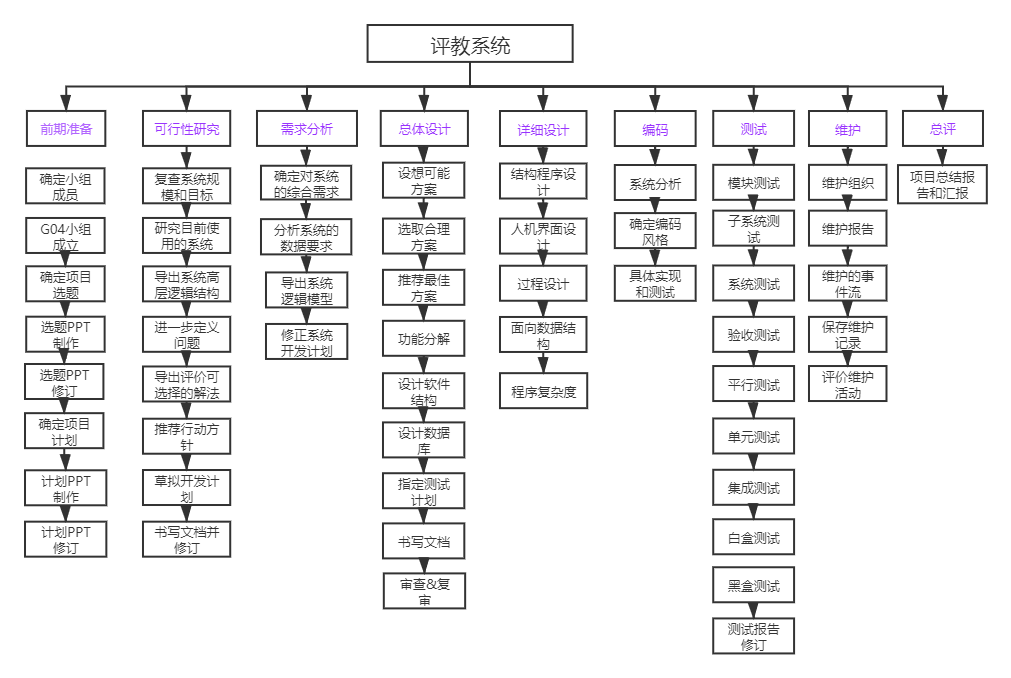 评教系统
前期准备
确定小组
成员
G04小组
成立
确定项目
选题
选题PPT
制作
选题PPT
修订
确定项目
计划
计划PPT
制作
计划PPT
修订
可行性研究
复查系统规
模和目标
研究目前使
用的系统
导出系统高
层逻辑结构
进一步定义
问题
导出评价可
选择的解法
推荐行动方
针
草拟开发计
划
书写文档并
修订
需求分析
确定对系统
的综合需求
分析系统的
数据要求
导出系统
逻辑模型
修正系统
开发计划
总体设计
设想可能
方案
选取合理
方案
推荐最佳
方案
功能分解
设计软件
结构
设计数据
库
指定测试
计划
书写文档
审查&复
审
详细设计
结构程序设
计
人机界面设
计
过程设计
面向数据结
构
程序复杂度
编码
系统分析
确定编码
风格
具体实现
和测试
测试
模块测试
子系统测
试
系统测试
验收测试
平行测试
单元测试
集成测试
白盒测试
黑盒测试
测试报告
修订
维护
维护组织
维护报告
维护的事
件流
保存维护
记录
评价维护
活动
总评
项目总结报
告和汇报